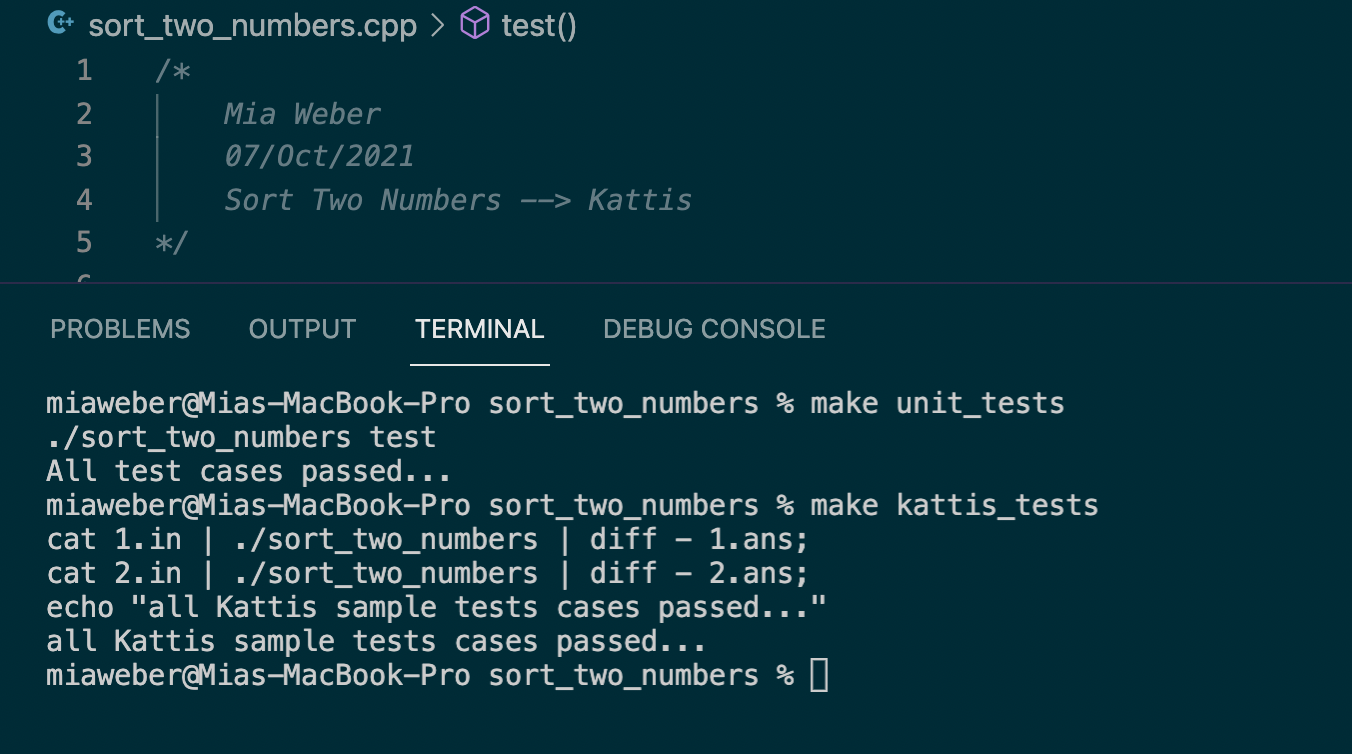 sort_two_numbers.cpp > test()
1 /*
2 Mia Weber
3 07/Oct/2021
4 Sort Two Numbers --> Kattis
5 */
PROBLEMS OUTPUT TERMINAL DEBUG CONSOLE
miaweber@Mias-MacBook-Pro sort_two_numbers % make unit_tests
./sort_two_numbers test
All test cases passed...
miaweber@Mias-MacBook-Pro sort_two_numbers % make kattis_tests
cat 1.in | ./sort_two_numbers | diff - 1.ans;
cat 2.in | ./sort_two_numbers | diff - 2.ans;
echo "all Kattis sample tests cases passed..."
all Kattis sample tests cases passed...
miaweber@Mias-MacBook-Pro sort_two_numbers %